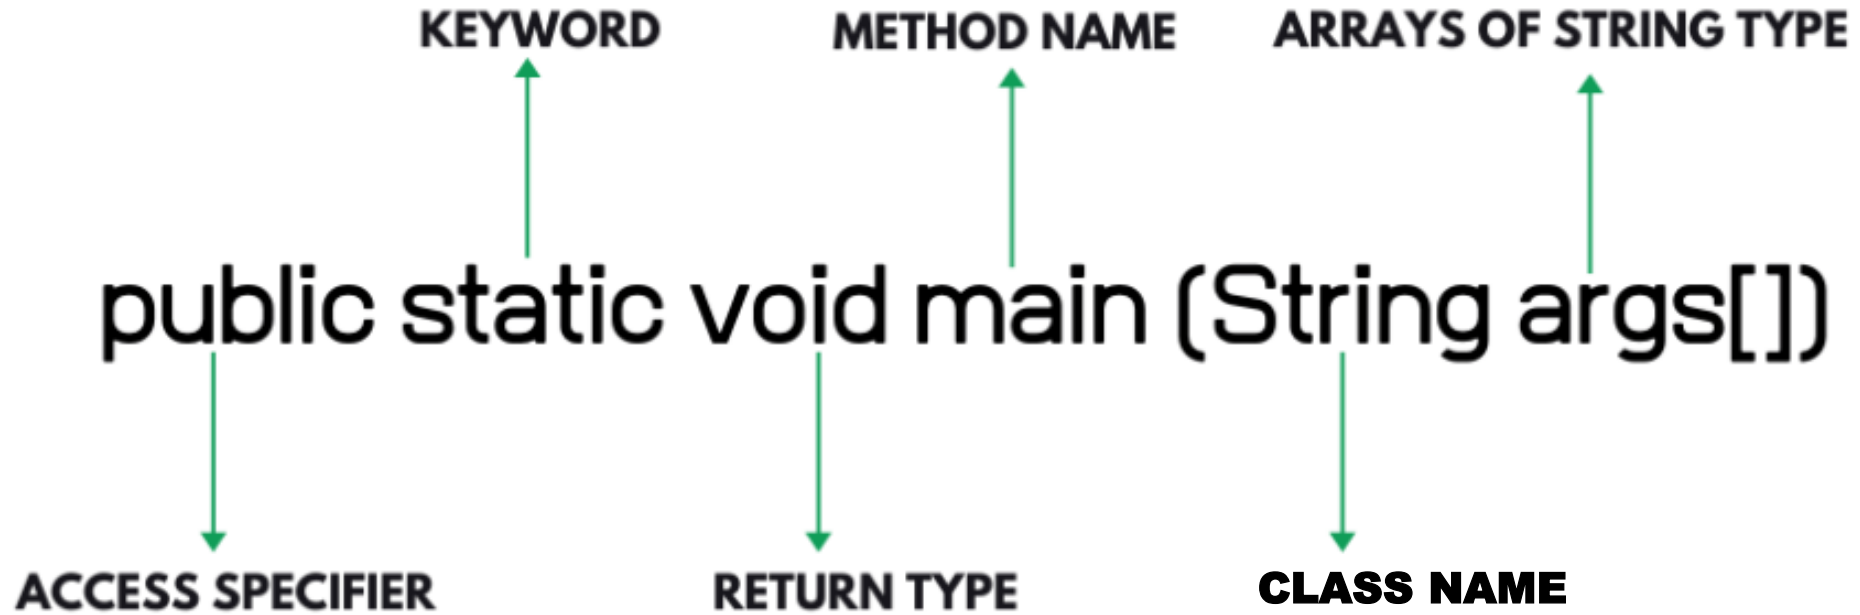 KEYWORD METHOD NAME ARRAYS OF STRING TYPE
public static void main (String args[])
ACCESS SPECIFIER RETURN TYPE CLASS NAME